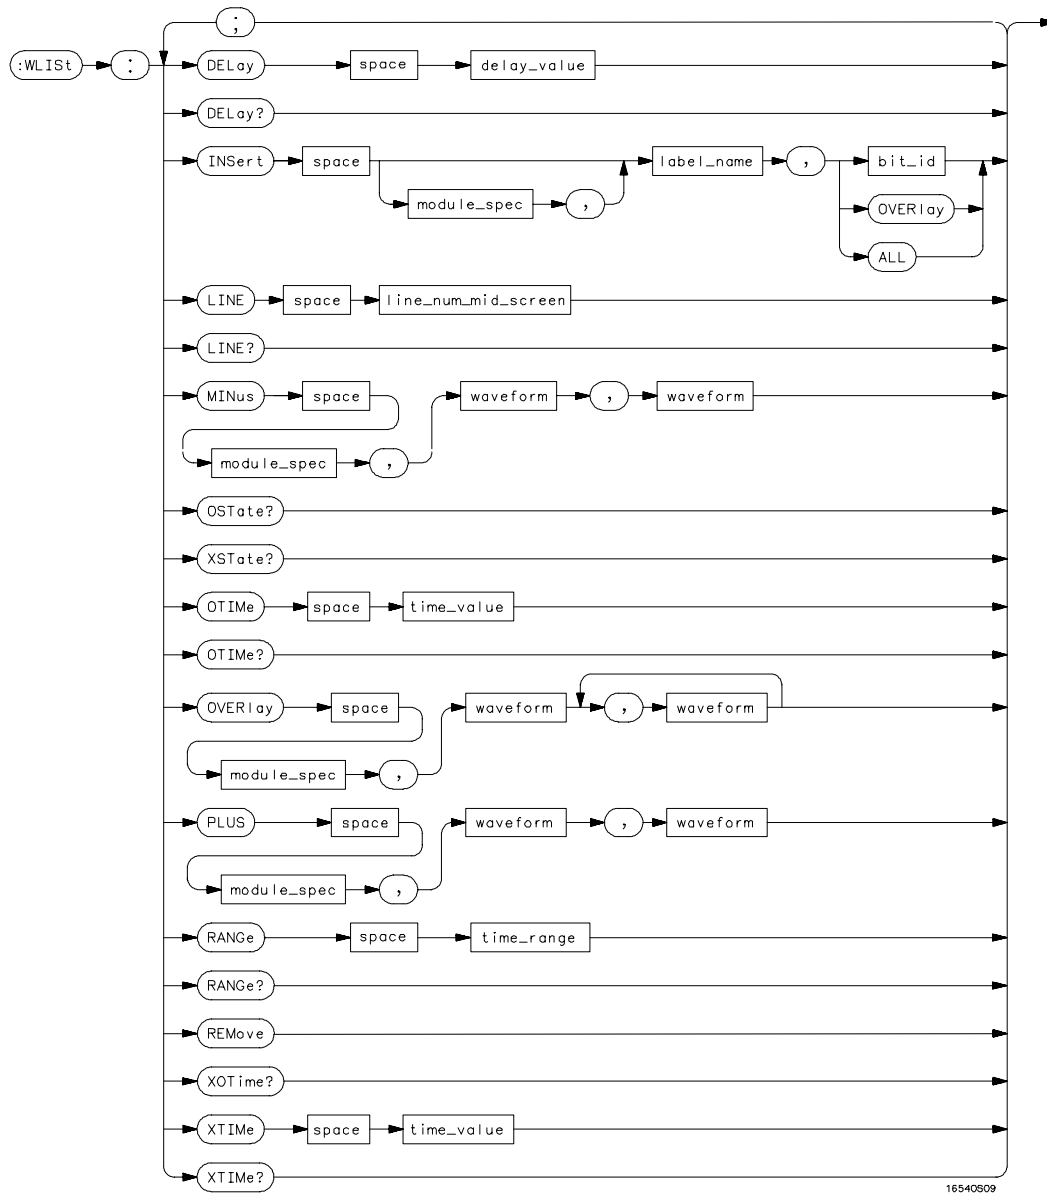 ;
:WLISt : DELay space delay_value
DELay?
INSert space label_name , bit_id
module_spec , OVERlay
ALL
LINE space line_num_mid_screen
LINE?
MINus space waveform , waveform
module_spec ,
OSTate?
XSTate?
OTIMe space time_value
OTIMe?
OVERlay space waveform , waveform
module_spec ,
PLUS space waveform , waveform
module_spec ,
RANGe space time_range
RANGe?
REMove
XOTime?
XTIMe space time_value
XTIMe?
16540S09